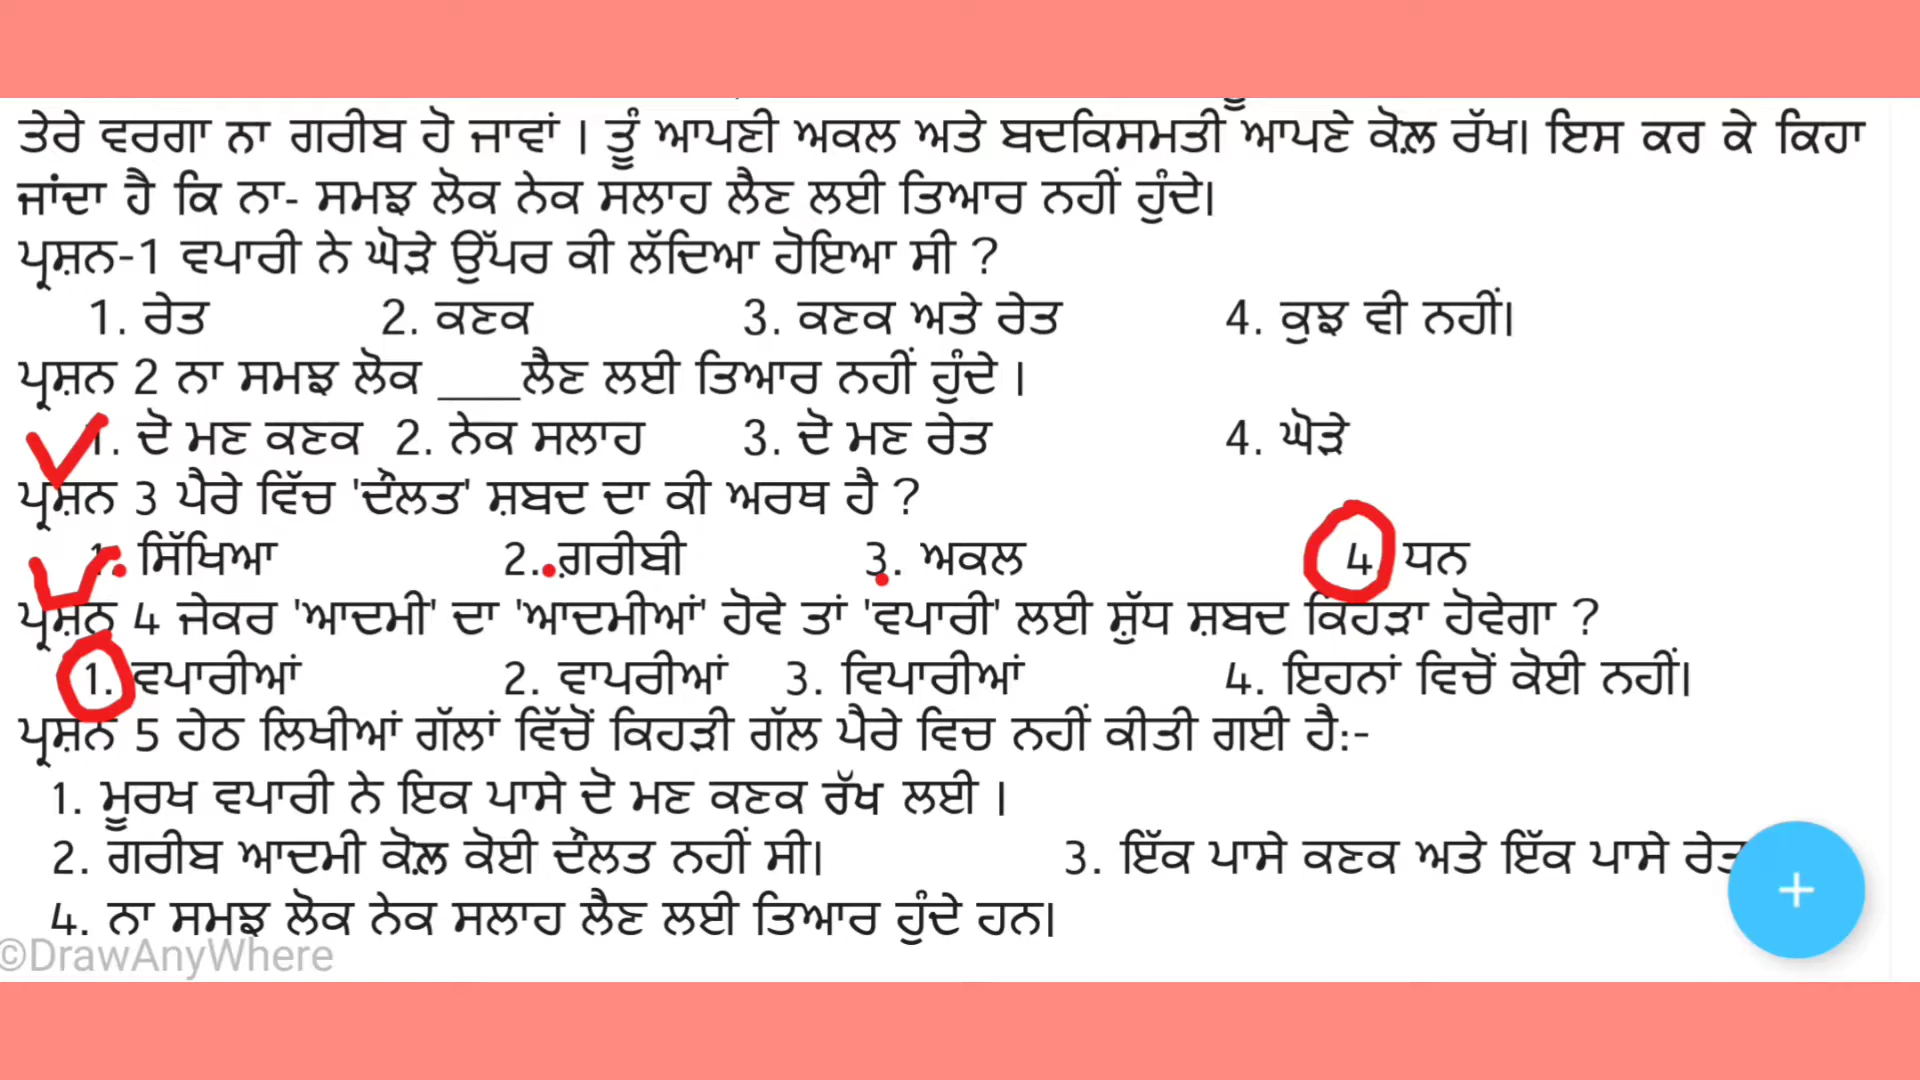 ਤੇਰੇ ਵਰਗਾ ਨਾ ਗਰੀਬ ਹੋ ਜਾਵਾਂ । ਤੂੰ ਆਪਣੀ ਅਕਲ ਅਤੇ ਬਦਕਿਸਮਤੀ ਆਪਣੇ ਕੋਲ਼ ਰੱਖ। ਇਸ ਕਰ ਕੇ ਕਿਹਾ
ਜਾਂਦਾ ਹੈ ਕਿ ਨਾ- ਸਮਝ ਲੋਕ ਨੇਕ ਸਲਾਹ ਲੈਣ ਲਈ ਤਿਆਰ ਨਹੀਂ ਹੁੰਦੇ।
ਪ੍ਰਸ਼ਨ-1 ਵਪਾਰੀ ਨੇ ਘੋੜੇ ਉੱਪਰ ਕੀ ਲੱਦਿਆ ਹੋਇਆ ਸੀ ?
1. ਰੇਤ 2. ਕਣਕ 3. ਕਣਕ ਅਤੇ ਰੇਤ 4. ਕੁਝ ਵੀ ਨਹੀਂ।
ਪ੍ਰਸ਼ਨ 2 ਨਾ ਸਮਝ ਲੋਕ ____ਲੈਣ ਲਈ ਤਿਆਰ ਨਹੀਂ ਹੁੰਦੇ ।
1. ਦੋ ਮਣ ਕਣਕ 2. ਨੇਕ ਸਲਾਹ 3. ਦੋ ਮਣ ਰੇਤ 4. ਘੋੜੇ
ਪ੍ਰਸ਼ਨ 3 ਪੈਰੇ ਵਿੱਚ 'ਦੌਲਤ' ਸ਼ਬਦ ਦਾ ਕੀ ਅਰਥ ਹੈ ?
1. ਸਿੱਖਿਆ 2. ਗ਼ਰੀਬੀ 3. ਅਕਲ 4. ਧਨ
ਪ੍ਰਸ਼ਨ 4 ਜੇਕਰ 'ਆਦਮੀ' ਦਾ 'ਆਦਮੀਆਂ' ਹੋਵੇ ਤਾਂ 'ਵਪਾਰੀ' ਲਈ ਸ਼ੁੱਧ ਸ਼ਬਦ ਕਿਹੜਾ ਹੋਵੇਗਾ ?
1. ਵਪਾਰੀਆਂ 2. ਵਾਪਰੀਆਂ 3. ਵਿਪਾਰੀਆਂ 4. ਇਹਨਾਂ ਵਿਚੋਂ ਕੋਈ ਨਹੀਂ।
ਪ੍ਰਸ਼ਨ 5 ਹੇਠ ਲਿਖੀਆਂ ਗੱਲਾਂ ਵਿੱਚੋਂ ਕਿਹੜੀ ਗੱਲ ਪੈਰੇ ਵਿਚ ਨਹੀਂ ਕੀਤੀ ਗਈ ਹੈ:-
1. ਮੂਰਖ ਵਪਾਰੀ ਨੇ ਇਕ ਪਾਸੇ ਦੋ ਮਣ ਕਣਕ ਰੱਖ ਲਈ ।
2. ਗਰੀਬ ਆਦਮੀ ਕੋਲ਼ ਕੋਈ ਦੌਲਤ ਨਹੀਂ ਸੀ। 3. ਇੱਕ ਪਾਸੇ ਕਣਕ ਅਤੇ ਇੱਕ ਪਾਸੇ ਰੇਤ
4. ਨਾ ਸਮਝ ਲੋਕ ਨੇਕ ਸਲਾਹ ਲੈਣ ਲਈ ਤਿਆਰ ਹੁੰਦੇ ਹਨ।
©DrawAnyWhere